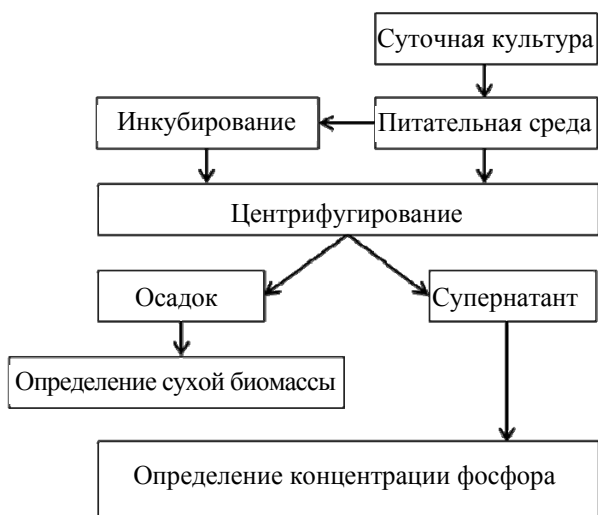 Суточная культура
Инкубирование
Питательная среда
Центрифугирование
Осадок
Супернатант
Определение сухой биомассы
Определение концентрации фосфора